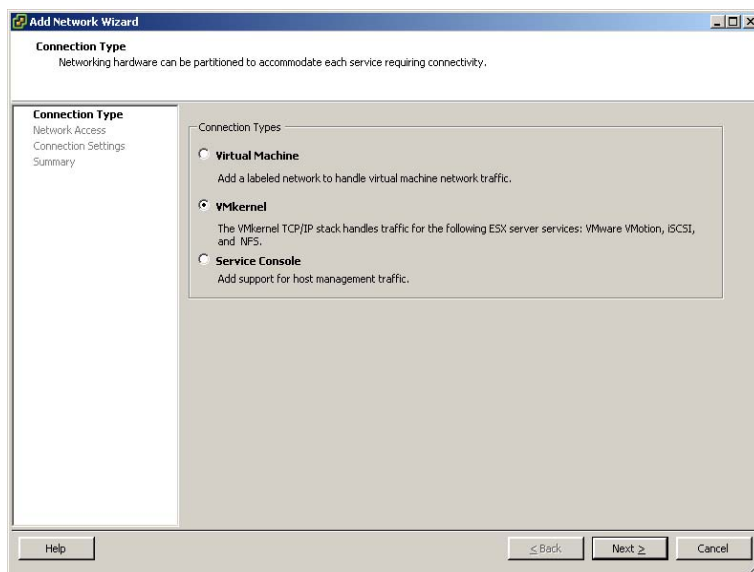 Add Network Wizard
Connection Type
Networking hardware can be partitioned to accommodate each service requiring connectivity.
Connection Type
Network Access
Connection Settings
Summary
Connection Types
Virtual Machine
Add a labeled network to handle virtual machine network traffic.
VMkernel
The VMkernel TCP/IP stack handles traffic for the following ESX server services: VMware VMotion, iSCSI,
and NFS.
Service Console
Add support for host management traffic.
Help
< Back
Next >
Cancel